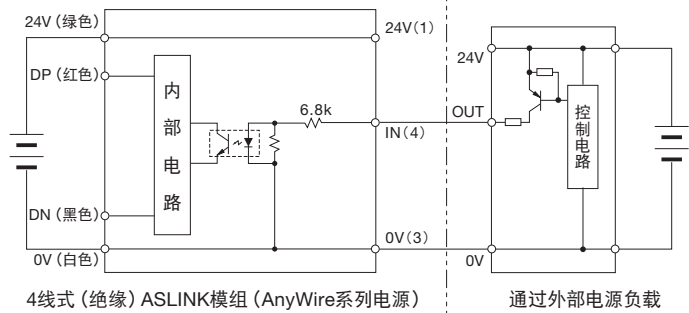 24V（绿色）
24V（1）
DP（红色）
24V
内部电路
6.8k
OUT
IN（4）
控制电路
DN（黑色）
0V（3）
0V（白色）
0V
4线式（绝缘）ASLINK模组（AnyWire系列电源）
通过外部电源负载